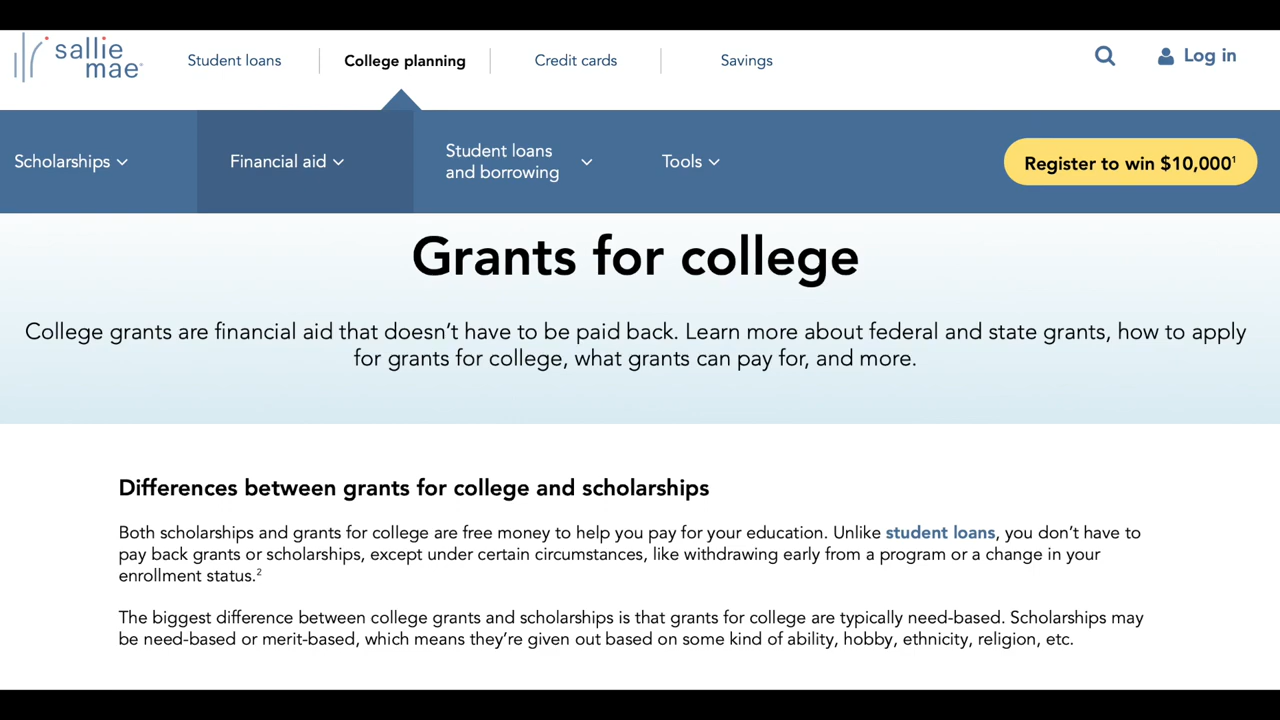 sallie
mae
Student loans
College planning
Credit cards
Savings
Log in
Scholarships
Financial aid
Student loans
and borrowing
Tools
Register to win $10,000¹
Grants for college
College grants are financial aid that doesn’t have to be paid back. Learn more about federal and state grants, how to apply
for grants for college, what grants can pay for, and more.
Differences between grants for college and scholarships
Both scholarships and grants for college are free money to help you pay for your education. Unlike student loans, you don’t have to
pay back grants or scholarships, except under certain circumstances, like withdrawing early from a program or a change in your
enrollment status.²
The biggest difference between college grants and scholarships is that grants for college are typically need-based. Scholarships may
be need-based or merit-based, which means they’re given out based on some kind of ability, hobby, ethnicity, religion, etc.